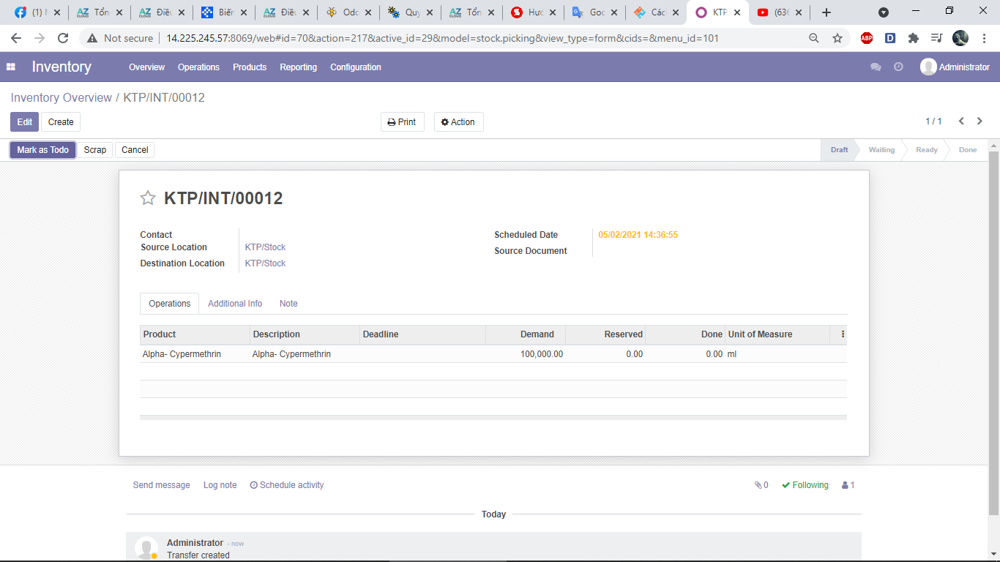 (1) M
Tổn
Điều
Biến
Điều
Odo
Quy
Tổn
Hướ
Goo
Các
KTP
(636
Not secure
14.225.245.57:8069/web#id=70&action=217&active_id=29&model=stock.picking&view_type=form&cids=&menu_id=101
ABP
Inventory Overview Operations Products Reporting Configuration Administrator
Inventory Overview / KTP/INT/00012
Edit Create Print Action 1 / 1
Mark as Todo Scrap Cancel Draft Waiting Ready Done
KTP/INT/00012
Contact Scheduled Date 05/02/2021 14:36:55
Source Location KTP/Stock Source Document
Destination Location KTP/Stock
Operations Additional Info Note
Product Description Deadline Demand Reserved Done Unit of Measure
Alpha- Cypermethrin Alpha- Cypermethrin 100,000.00 0.00 0.00 ml
Send message Log note Schedule activity 0 Following 1
Today
Administrator - now
Transfer created